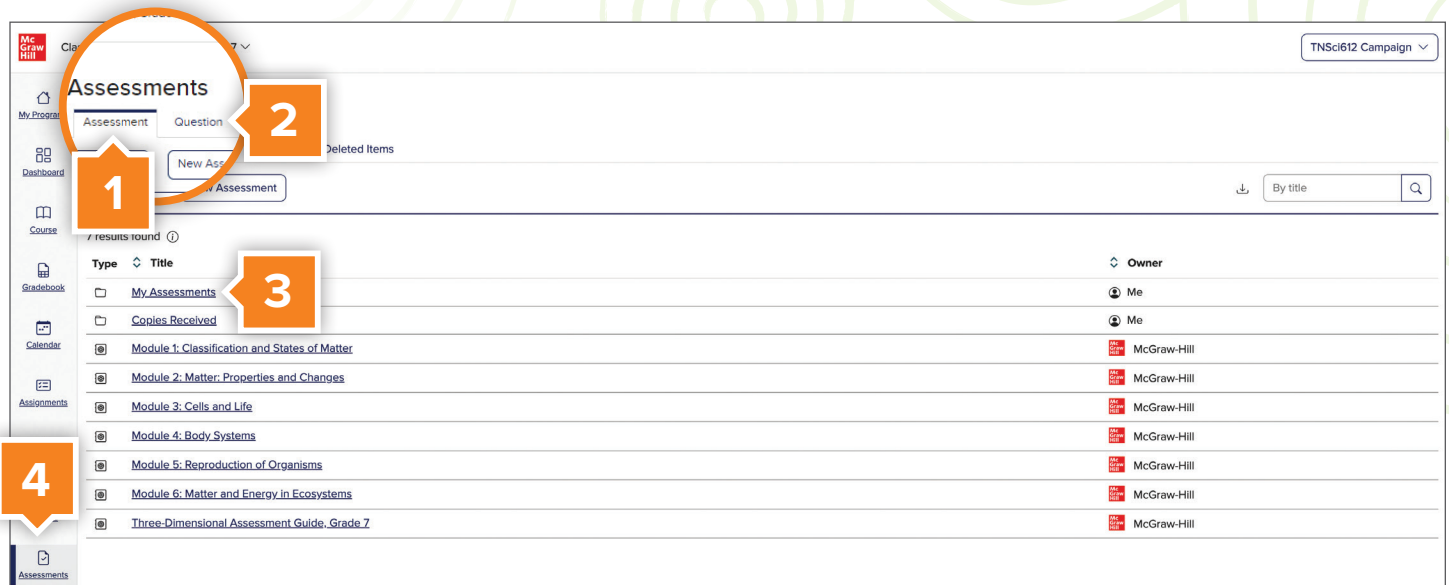 Mc
Graw
Hill
TNSci612 Campaign
Assessments
Assessment Question
2
Deleted Items
New Ass
1
Assessment
By title
7 results found
Type Title Owner
My Assessments Me
3
Copies Received Me
Module 1: Classification and States of Matter McGraw-Hill
Module 2: Matter: Properties and Changes McGraw-Hill
Module 3: Cells and Life McGraw-Hill
Module 4: Body Systems McGraw-Hill
Module 5: Reproduction of Organisms McGraw-Hill
Module 6: Matter and Energy in Ecosystems McGraw-Hill
Three-Dimensional Assessment Guide, Grade 7 McGraw-Hill
My Progra
Dashboard
Course
Gradebook
Calendar
Assignments
4
Assessments